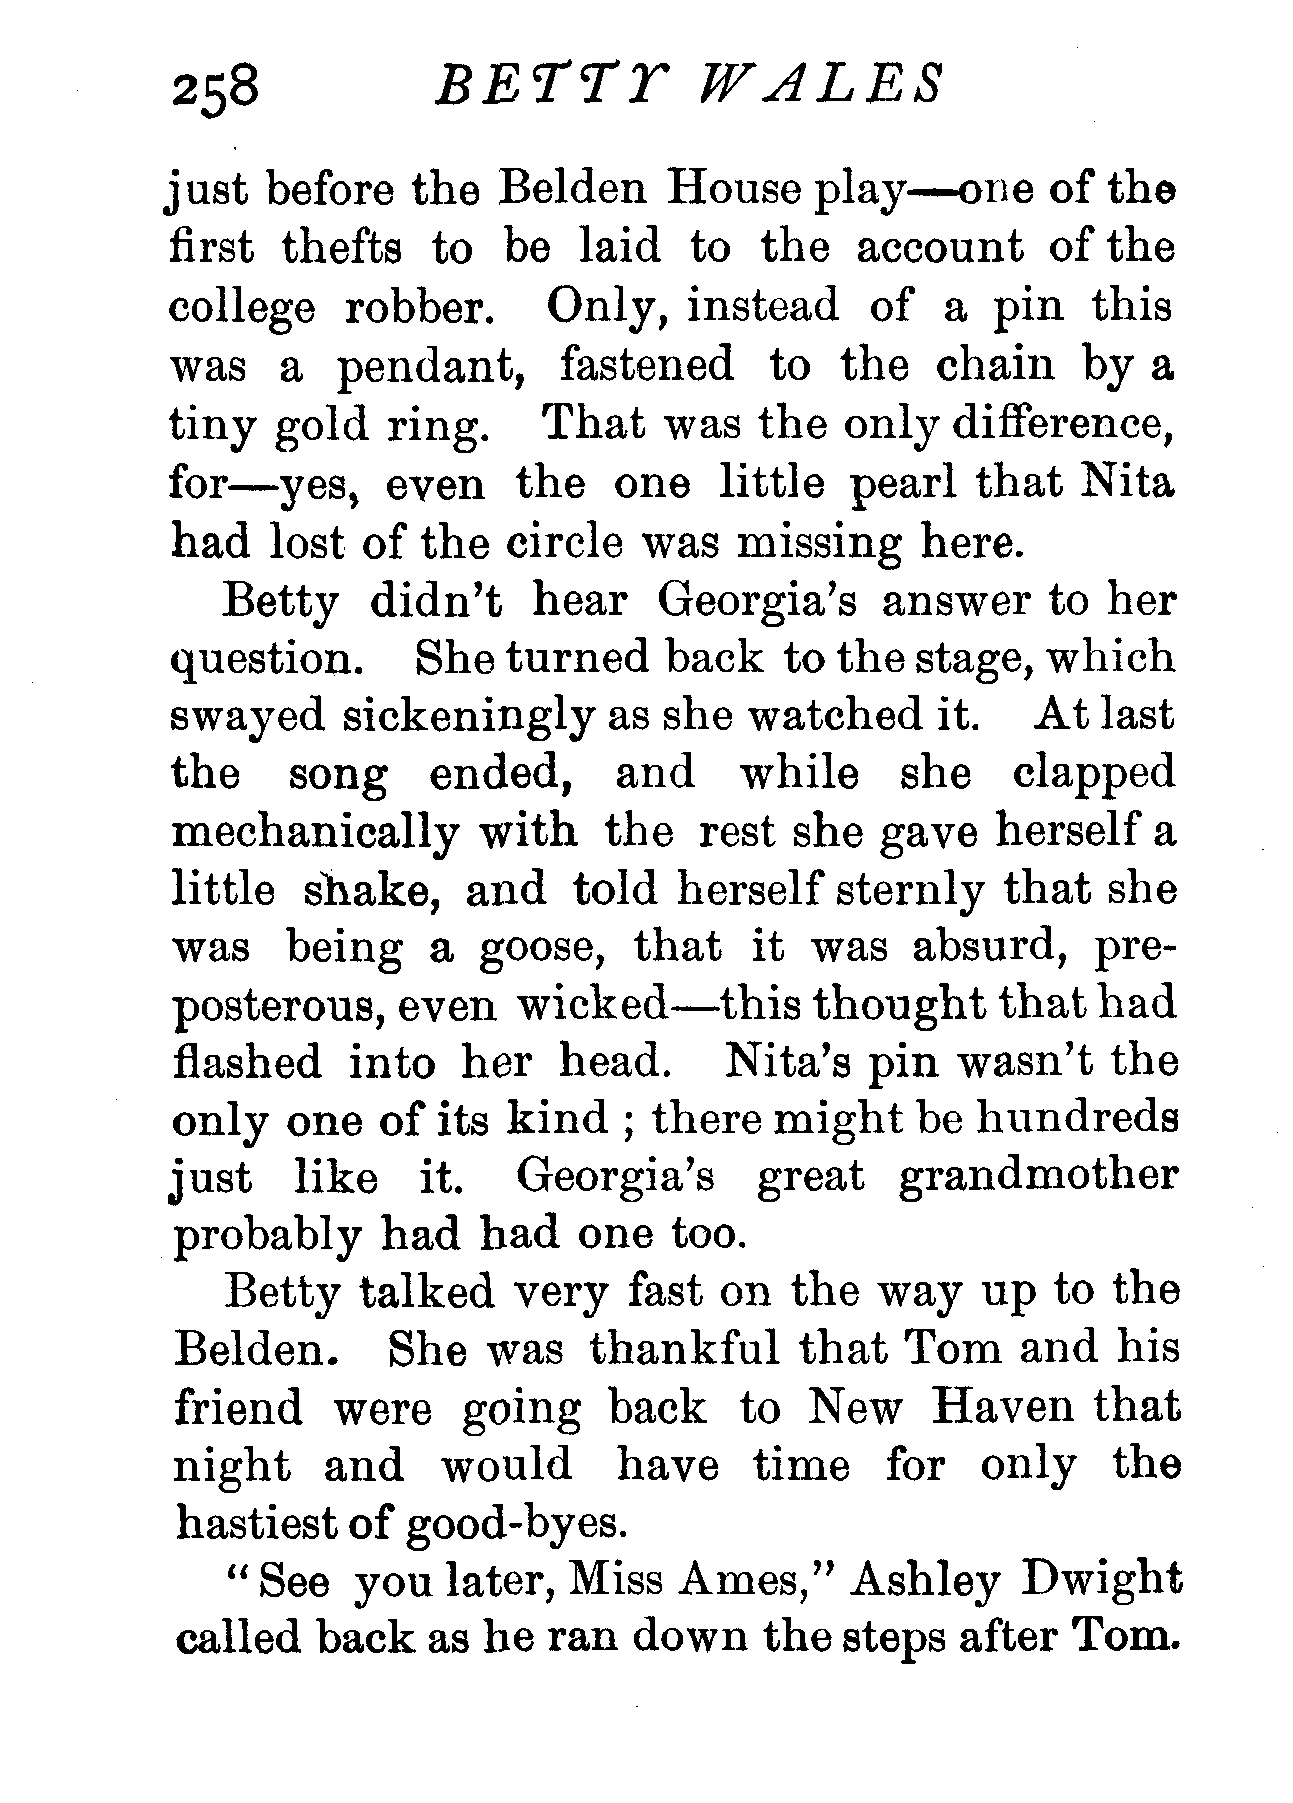 258 BETTY WALES
just before the Belden House play—one of the
first thefts to be laid to the account of the
college robber. Only, instead of a pin this
was a pendant, fastened to the chain by a
tiny gold ring. That was the only difference,
for—yes, even the one little pearl that Nita
had lost of the circle was missing here.
Betty didn't hear Georgia's answer to her
question. She turned back to the stage, which
swayed sickeningly as she watched it. At last
the song ended, and while she clapped
mechanically with the rest she gave herself a
little shake, and told herself sternly that she
was being a goose, that it was absurd, pre-
posterous, even wicked—this thought that had
flashed into her head. Nita's pin wasn't the
only one of its kind ; there might be hundreds
just like it. Georgia's great grandmother
probably had had one too.
Betty talked very fast on the way up to the
Belden. She was thankful that Tom and his
friend were going back to New Haven that
night and would have time for only the
hastiest of good-byes.
" See you later, Miss Ames," Ashley Dwight
called back as he ran down the steps after Tom.